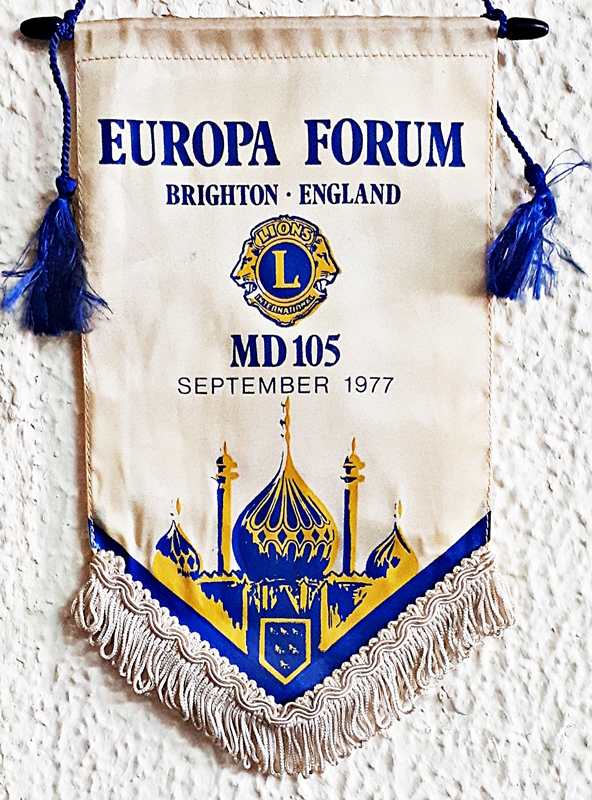 EUROPA FORUM
BRIGHTON · ENGLAND
LIONS
L
INTERNATIONAL
MD 105
SEPTEMBER 1977